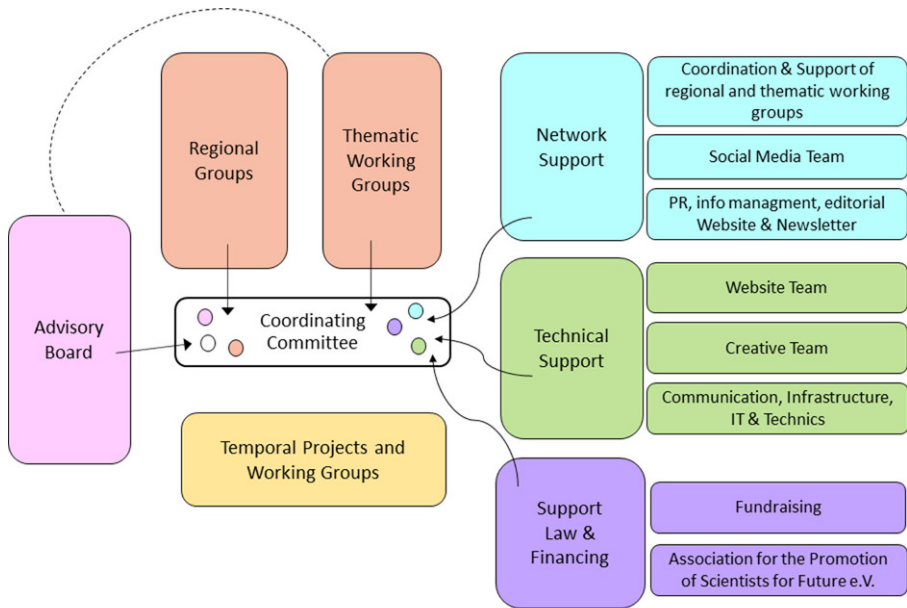 Regional
Groups
Thematic
Working
Groups
Advisory
Board
Coordinating
Committee
Temporal Projects and
Working Groups
Network
Support
Coordination & Support of
regional and thematic working
groups
Social Media Team
PR, info managment, editorial
Website & Newsletter
Technical
Support
Website Team
Creative Team
Communication, Infrastructure,
IT & Technics
Support
Law &
Financing
Fundraising
Association for the Promotion
of Scientists for Future e.V.